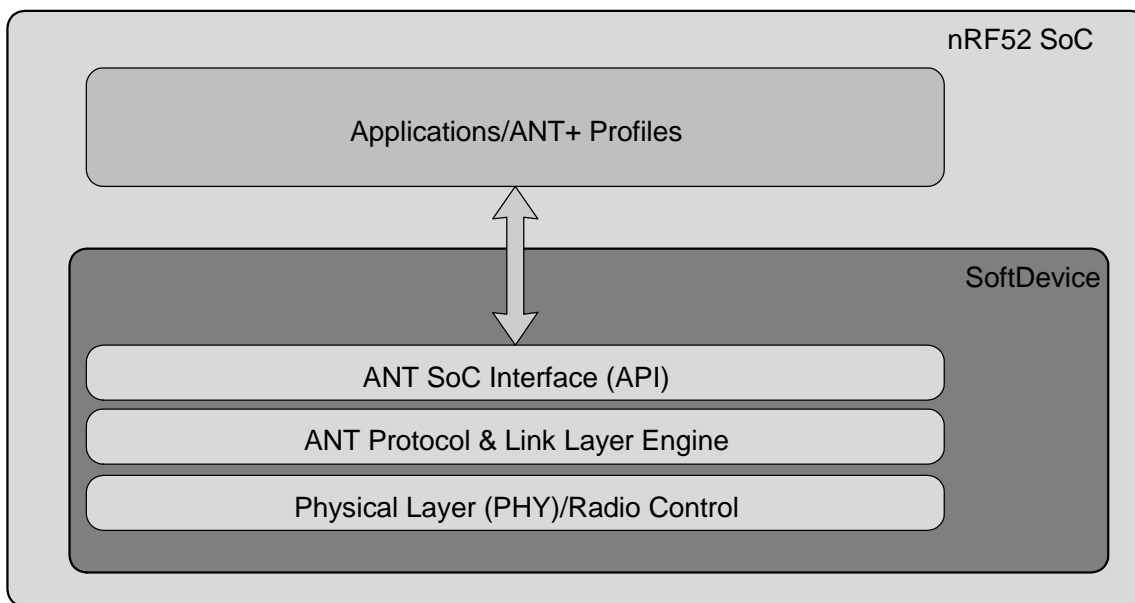 nRF52 SoC
Applications/ANT+ Profiles
SoftDevice
ANT SoC Interface (API)
ANT Protocol & Link Layer Engine
Physical Layer (PHY)/Radio Control